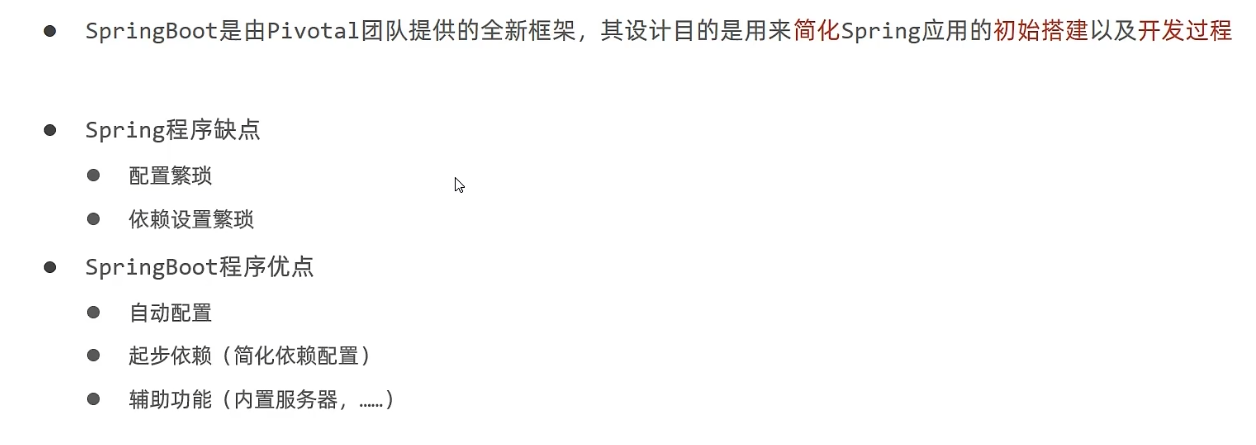 SpringBoot是由Pivotal团队提供的全新框架，其设计目的是用来简化Spring应用的初始搭建以及开发过程
Spring程序缺点
配置繁琐
依赖设置繁琐
SpringBoot程序优点
自动配置
起步依赖（简化依赖配置）
辅助功能（内置服务器，……）